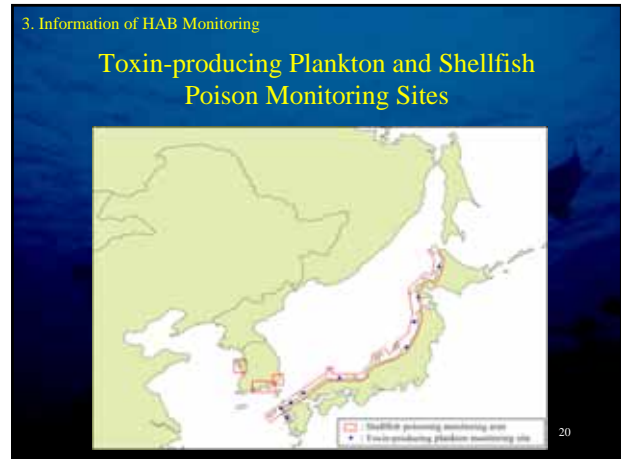 3. Information of HAB Monitoring
Toxin-producing Plankton and Shellfish
Poison Monitoring Sites
: Shellfish poisoning monitoring area
: Toxin-producing plankton monitoring site
20